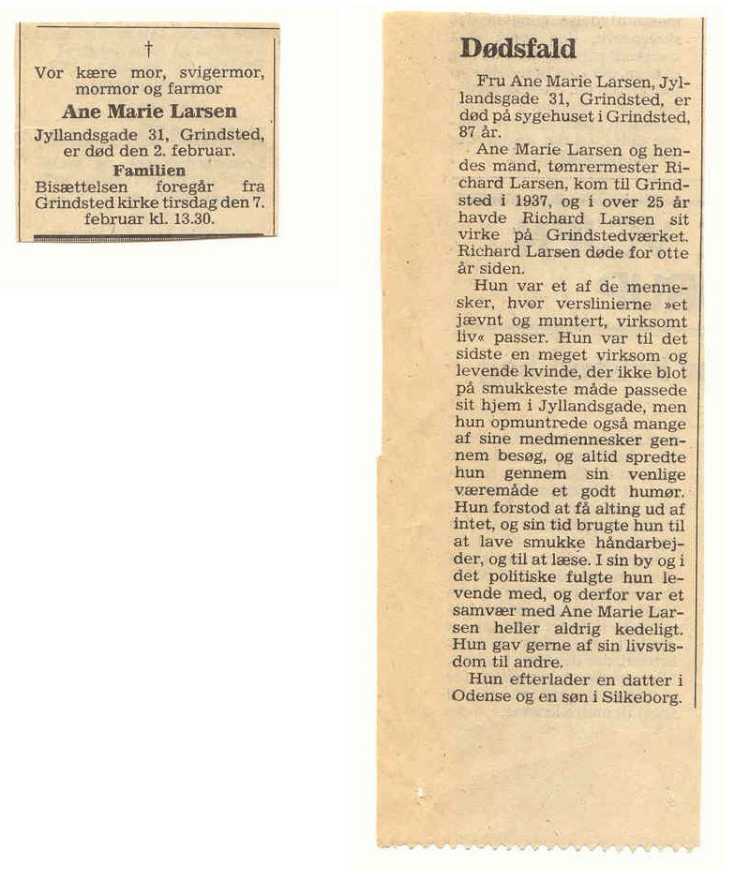 †
Vor kære mor, svigermor,
mormor og farmor
Ane Marie Larsen
Jyllandsgade 31, Grindsted,
er død den 2. februar.
Familien
Bisættelsen foregår fra
Grindsted kirke tirsdag den 7.
februar kl. 13.30.
Dødsfald
Fru Ane Marie Larsen, Jyl-
landsgade 31, Grindsted, er
død på sygehuset i Grindsted,
87 år.
Ane Marie Larsen og hen-
des mand, tømrermester Ri-
chard Larsen, kom til Grind-
sted i 1937, og i over 25 år
havde Richard Larsen sit
virke på Grindstedværket.
Richard Larsen døde for otte
år siden.
Hun var et af de menne-
sker, hvor verslinierne »et
jævnt og muntert, virksomt
liv« passer. Hun var til det
sidste en meget virksom og
levende kvinde, der ikke blot
på smukkeste måde passede
sit hjem i Jyllandsgade, men
hun opmuntrede også mange
af sine medmennesker gen-
nem besøg, og altid spredte
hun gennem sin venlige
væremåde et godt humør.
Hun forstod at få alting ud af
intet, og sin tid brugte hun til
at lave smukke håndarbej-
der, og til at læse. I sin by og i
det politiske fulgte hun le-
vende med, og derfor var et
samvær med Ane Marie Lar-
sen heller aldrig kedeligt.
Hun gav gerne af sin livsvis-
dom til andre.
Hun efterlader en datter i
Odense og en søn i Silkeborg.